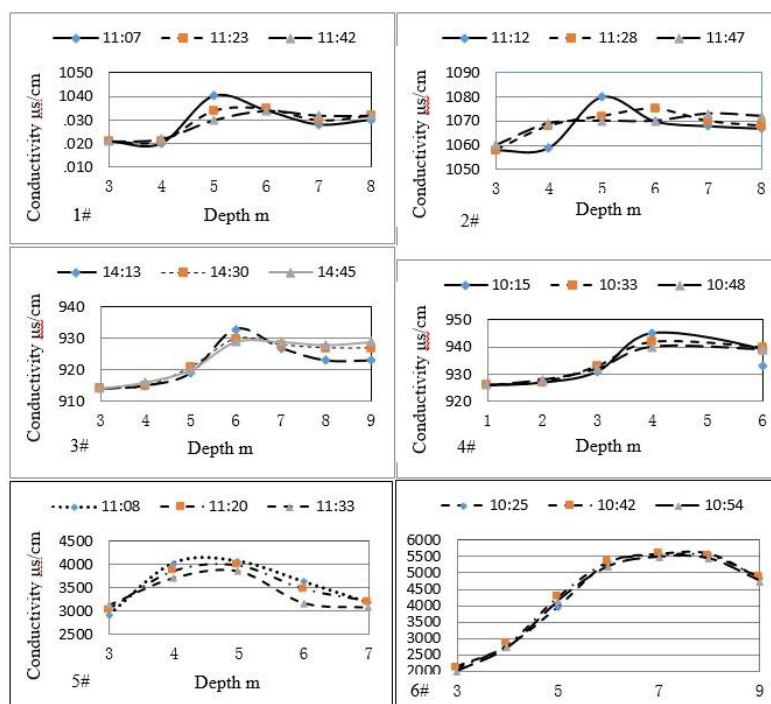 11:07 11:23 11:42
Conductivity µs/cm
1050
1040
.030
.020
.010
3 4 5 6 7 8
1# Depth m
11:12 11:28 11:47
Conductivity µs/cm
1090
1080
1070
1060
1050
3 4 5 6 7 8
2# Depth m
14:13 14:30 14:45
Conductivity µs/cm
940
930
920
910
3 4 5 6 7 8 9
3# Depth m
10:15 10:33 10:48
Conductivity µs/cm
950
940
930
920
1 2 3 4 5 6
4# Depth m
11:08 11:20 11:33
Conductivity µs/cm
4500
4000
3500
3000
2500
3 4 5 6 7
5# Depth m
10:25 10:42 10:54
6000
5500
5000
4500
4000
3500
3000
2500
2000
3 5 7 9
6#